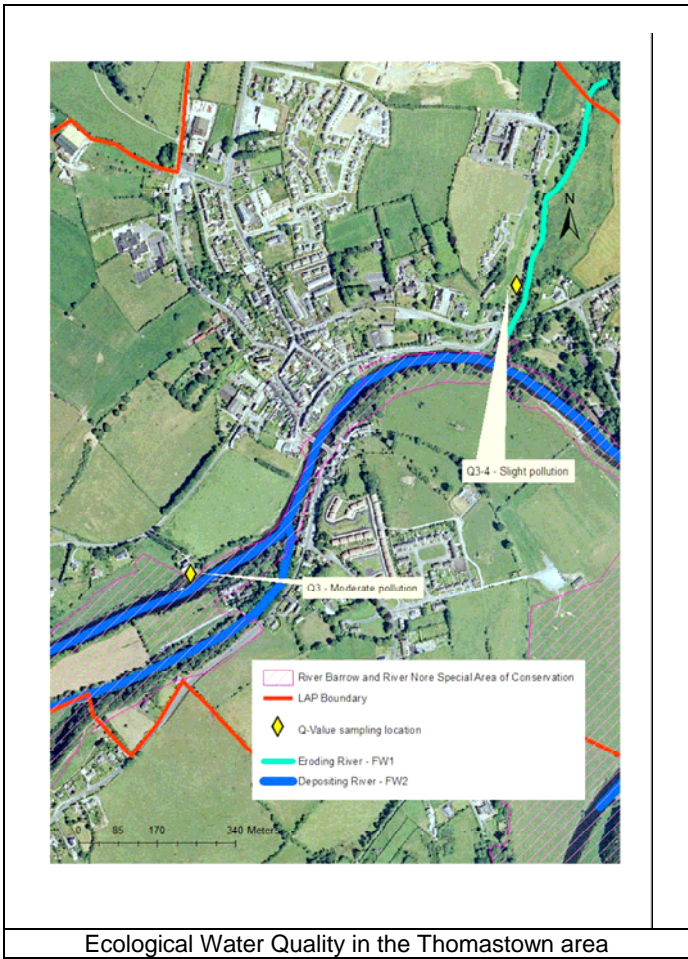 N
Q3-4 - Slight pollution
Q3 - Moderate pollution
River Barrow and River Nore Special Area of Conservation
LAP Boundary
Q-Value sampling location
Eroding River - FW1
Depositing River - FW2
0 85 170 340 Meters
Ecological Water Quality in the Thomastown area